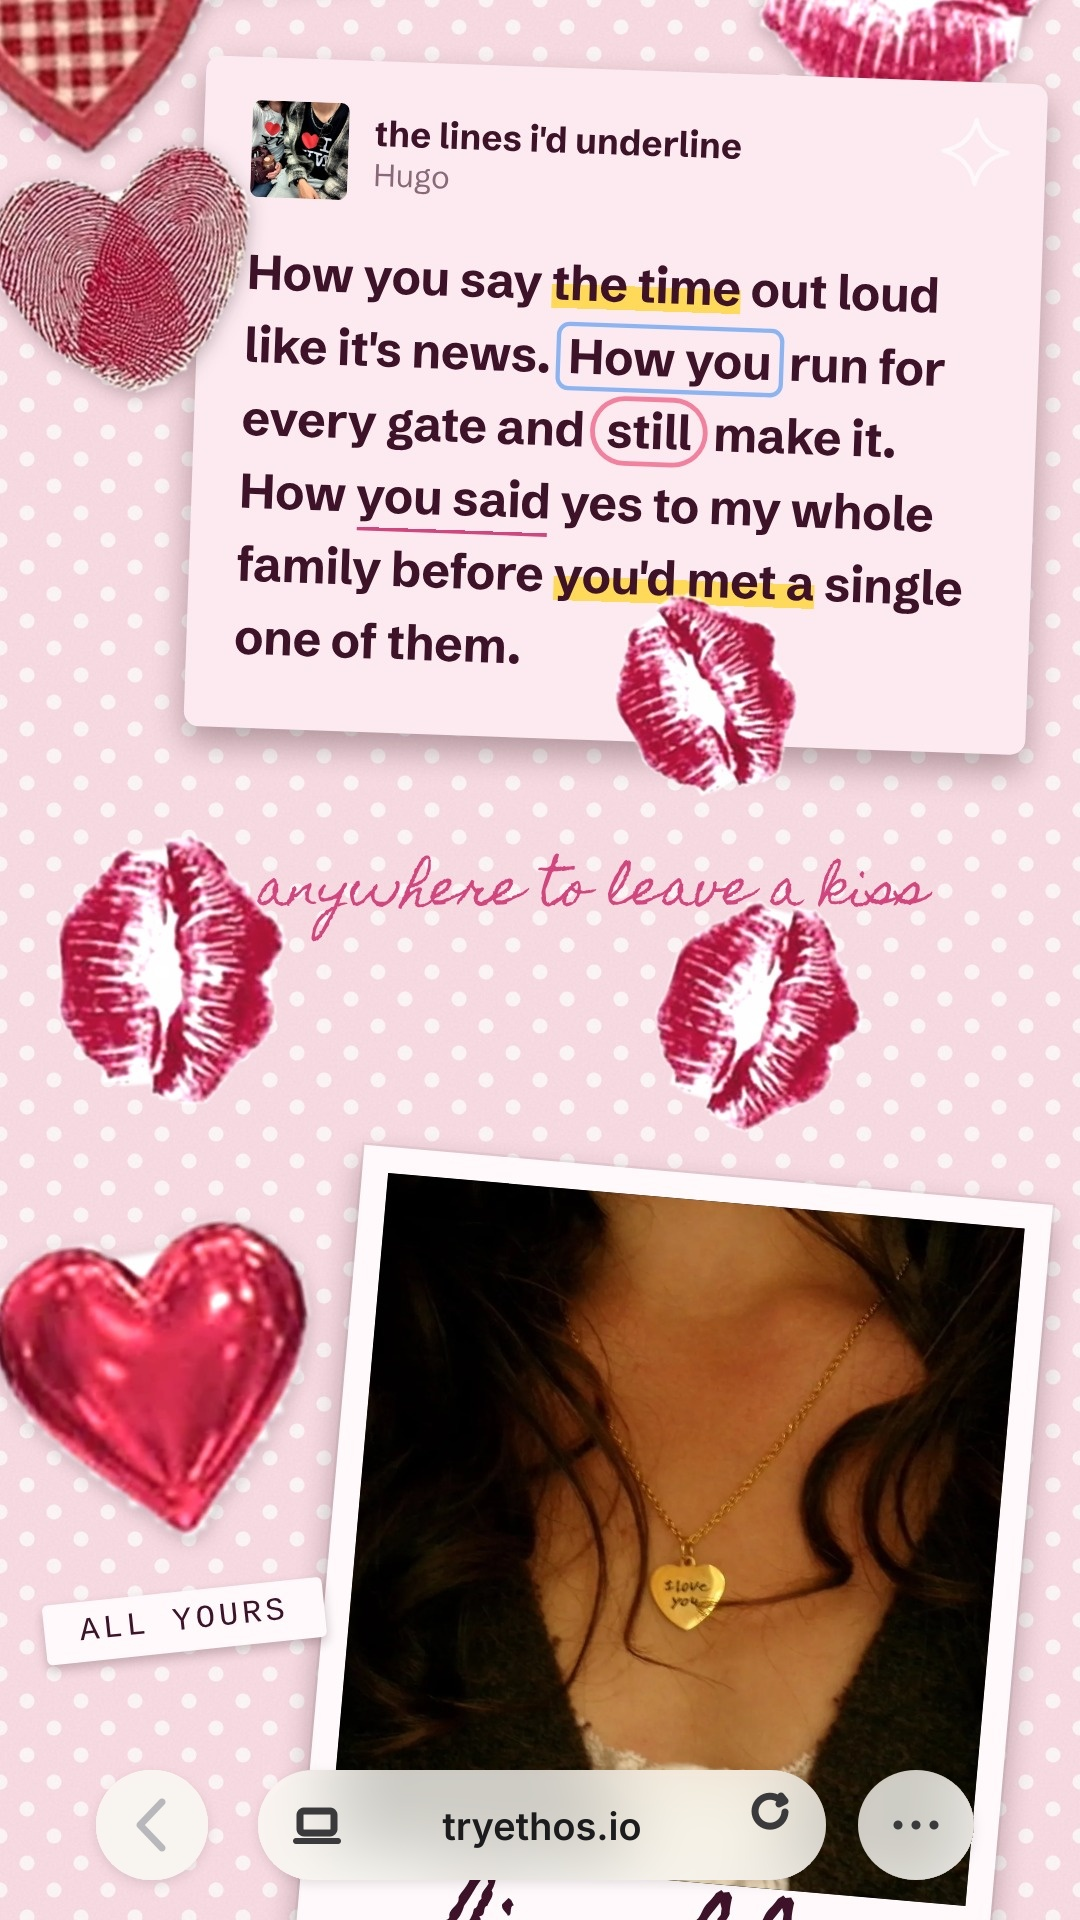 the lines i'd underline
Hugo
How you say the time out loud
like it's news. How you run for
every gate and still make it.
How you said yes to my whole
family before you'd met a single
one of them.
anywhere to leave a kiss
I love
you
ALL YOURS
tryethos.io